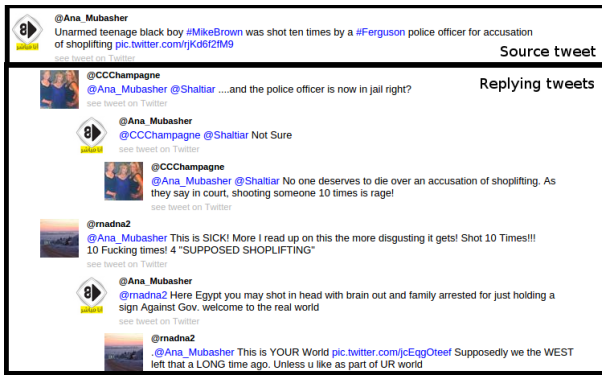 @Ana_Mubasher
Unarmed teenage black boy #MikeBrown was shot ten times by a #Ferguson police officer for accusation
of shoplifting pic.twitter.com/rjKd6f2fM9
see tweet on Twitter
Source tweet
Replying tweets
@CCChampagne
@Ana_Mubasher @Shaltiar ....and the police officer is now in jail right?
see tweet on Twitter
@Ana_Mubasher
@CCChampagne @Shaltiar Not Sure
see tweet on Twitter
@CCChampagne
@Ana_Mubasher @Shaltiar No one deserves to die over an accusation of shoplifting. As
they say in court, shooting someone 10 times is rage!
see tweet on Twitter
@rnadna2
@Ana_Mubasher This is SICK! More I read up on this the more disgusting it gets! Shot 10 Times!!!
10 Fucking times! 4 "SUPPOSED SHOPLIFTING"
see tweet on Twitter
@Ana_Mubasher
@rnadna2 Here Egypt you may shot in head with brain out and family arrested for just holding a
sign Against Gov. welcome to the real world
see tweet on Twitter
@rnadna2
.@Ana_Mubasher This is YOUR World pic.twitter.com/jcEqgOteef Supposedly we the WEST
left that a LONG time ago. Unless u like as part of UR world